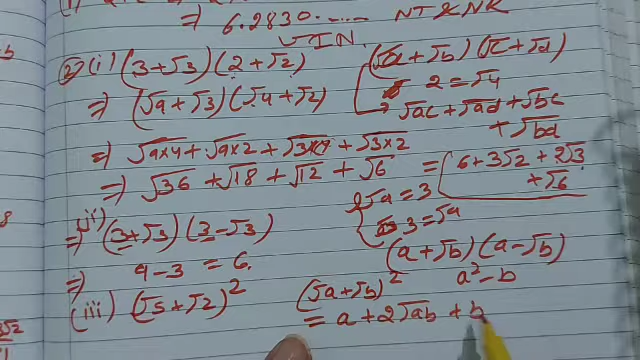 ⇒ 6.2830......
VTIN.
NT & NK
2) (i) (3+√3)(2+√2)
⇒ (√9+√3)(√4+√2)
⇒ √9×4 + √9×2 + √3×4 + √3×2
⇒ √36 + √18 + √12 + √6
= 6+3√2+2√3
+√6
(√a+√b)(√c+√d)
2=√4
√ac+√ad+√bc
+√bd
√9=3
3=√9
⇒ (ii) (3+√3)(3-√3)
⇒ 9-3 = 6.
(a+√b)(a-√b)
a²-b
(iii) (√5+√2)²
(√a+√b)²
= a+2√ab+b